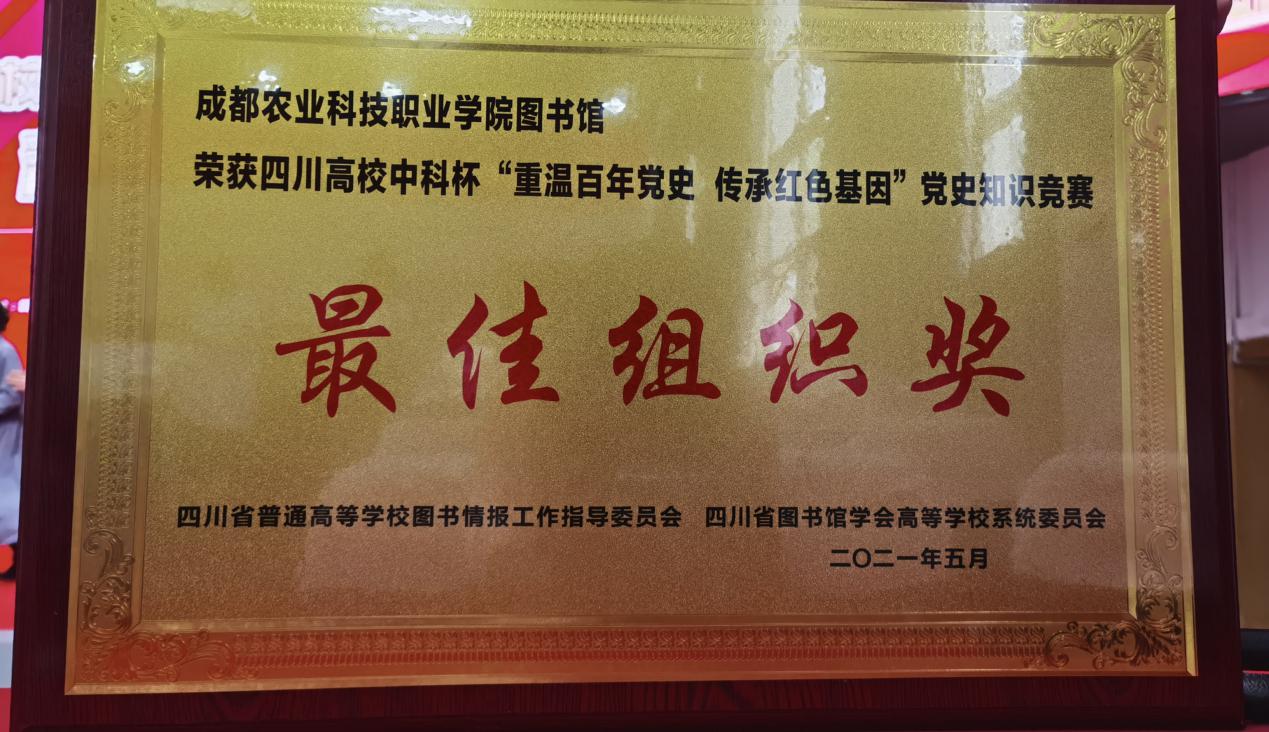 成都农业科技职业学院图书馆
荣获四川高校中科杯“重温百年党史 传承红色基因”党史知识竞赛
最佳组织奖
四川省普通高等学校图书情报工作指导委员会 四川省图书馆学会高等学校系统委员会
二〇二一年五月